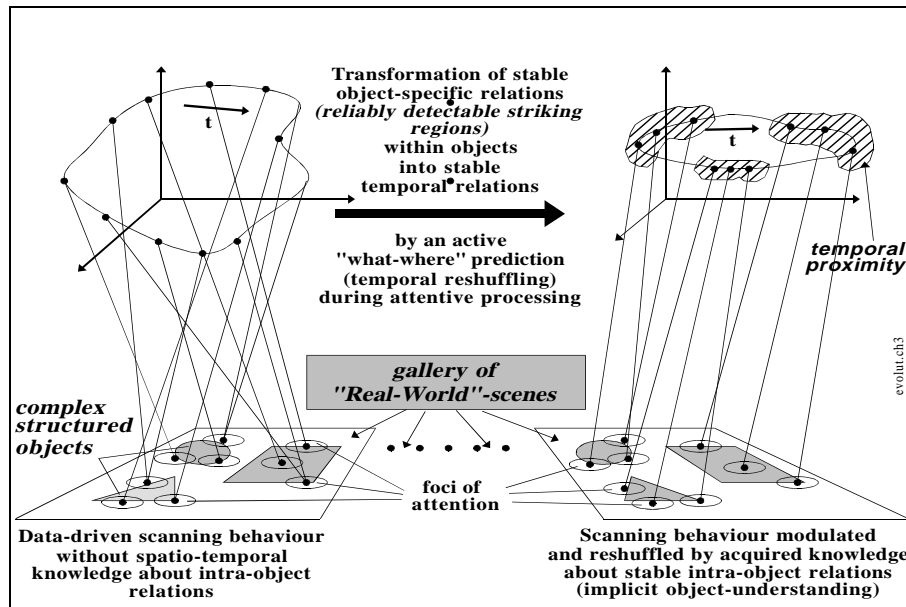 Transformation of stable
object-specific relations
(reliably detectable striking
regions)
within objects
into stable
temporal relations
t
t
by an active
"what-where" prediction
(temporal reshuffling)
during attentive processing
temporal
proximity
evolut.ch3
gallery of
"Real-World"-scenes
complex
structured
objects
foci of
attention
Data-driven scanning behaviour
without spatio-temporal
knowledge about intra-object
relations
Scanning behaviour modulated
and reshuffled by acquired knowledge
about stable intra-object relations
(implicit object-understanding)